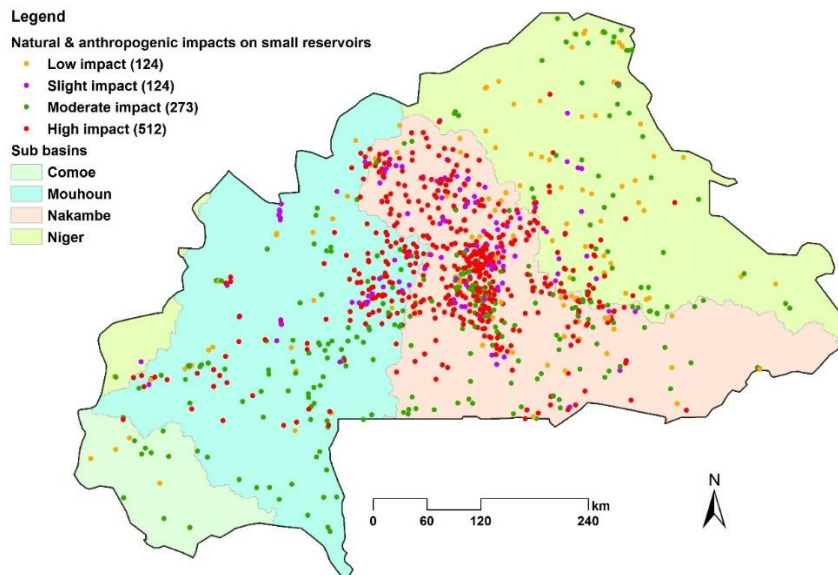 Legend
Natural & anthropogenic impacts on small reservoirs
Low impact (124)
Slight impact (124)
Moderate impact (273)
High impact (512)
Sub basins
Comoe
Mouhoun
Nakambe
Niger
N
km
0 60 120 240